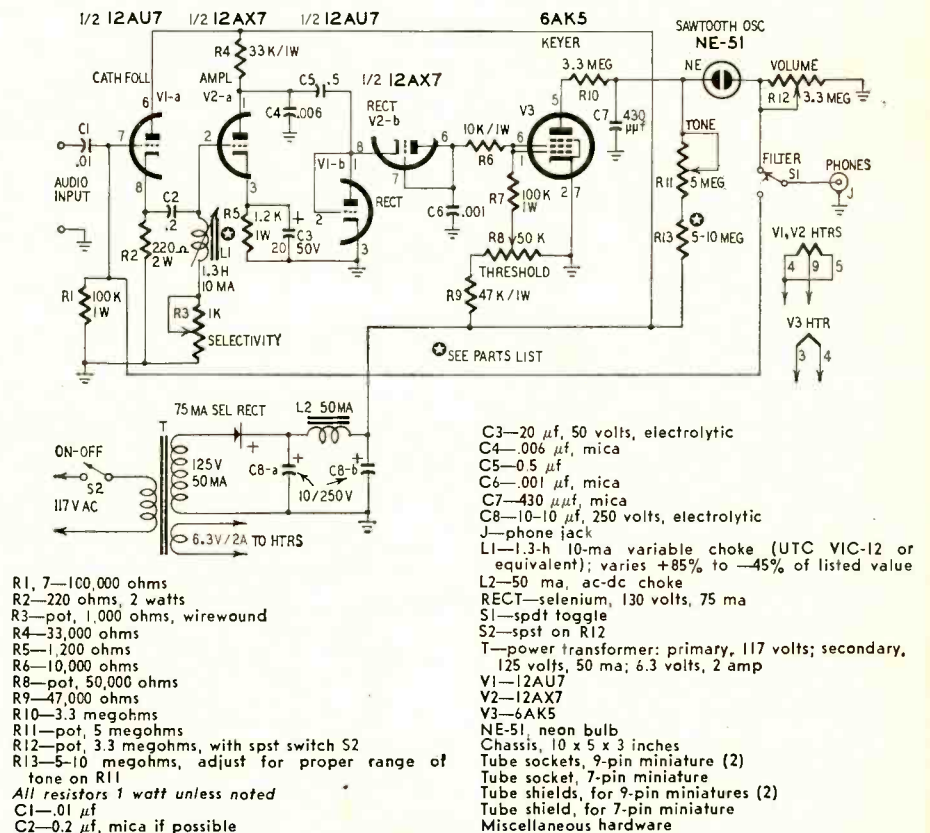 1/2 12AU7
1/2 12AX7
1/2 12AU7
6AK5
KEYER
SAWTOOTH OSC
NE-51
CATH FOLL
6
V1-a
7
8
C1
.01
AUDIO
INPUT
R1
100K
1W
R2
220Ω
2W
C2
.2
L1
1.3H
10 MA
R3
1K
SELECTIVITY
R4
33K/1W
AMPL
V2-a
1
2
3
C4
.006
C5 .5
R5
1.2 K
1W
+
C3
20
50V
V1-b
1
2
3
RECT
1/2 12AX7
RECT
V2-b
8
6
7
C6
.001
10K/1W
R6
V3
5
6
1
2
7
R7
100K
1W
R8
50 K
THRESHOLD
R9
47 K/1W
3.3 MEG
R10
C7
430
μμf
NE
VOLUME
R12
3.3 MEG
TONE
R11
5 MEG
R13
5-10 MEG
FILTER
S1
PHONES
J
V1,V2 HTRS
4
9
5
V3 HTR
3
4
SEE PARTS LIST
75 MA SEL RECT
T
+
L2 50MA
ON-OFF
S2
117V AC
125V
50MA
+
C8-a
+
C8-b
10/250V
6.3V/2A TO HTRS
R1, 7—100,000 ohms
R2—220 ohms, 2 watts
R3—pot, 1,000 ohms, wirewound
R4—33,000 ohms
R5—1,200 ohms
R6—10,000 ohms
R8—pot, 50,000 ohms
R9—47,000 ohms
R10—3.3 megohms
R11—pot, 5 megohms
R12—pot, 3.3 megohms, with spst switch S2
R13—5-10 megohms, adjust for proper range of
tone on R11
All resistors 1 watt unless noted
C1—.01 μf
C2—0.2 μf, mica if possible
C3—20 μf, 50 volts, electrolytic
C4—.006 μf, mica
C5—0.5 μf
C6—.001 μf, mica
C7—430 μμf, mica
C8—10-10 μf, 250 volts, electrolytic
J—phone jack
L1—1.3-h 10-ma variable choke (UTC VIC-12 or
equivalent); varies +85% to —45% of listed value
L2—50 ma, ac-dc choke
RECT—selenium, 130 volts, 75 ma
S1—spdt toggle
S2—spst on R12
T—power transformer: primary, 117 volts; secondary,
125 volts, 50 ma; 6.3 volts, 2 amp
V1—12AU7
V2—12AX7
V3—6AK5
NE-51, neon bulb
Chassis, 10 x 5 x 3 inches
Tube sockets, 9-pin miniature (2)
Tube socket, 7-pin miniature
Tube shields, for 9-pin miniatures (2)
Tube shield, for 7-pin miniature
Miscellaneous hardware